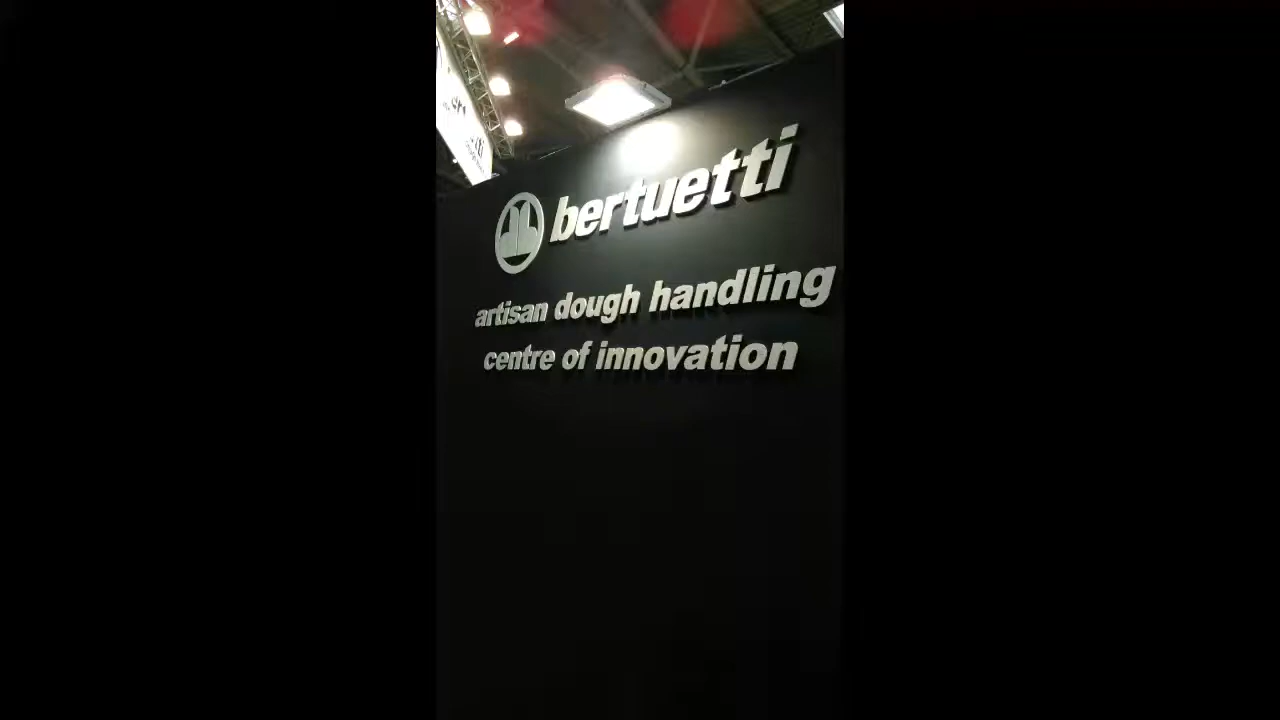 bertuetti
artisan dough handling
centre of innovation